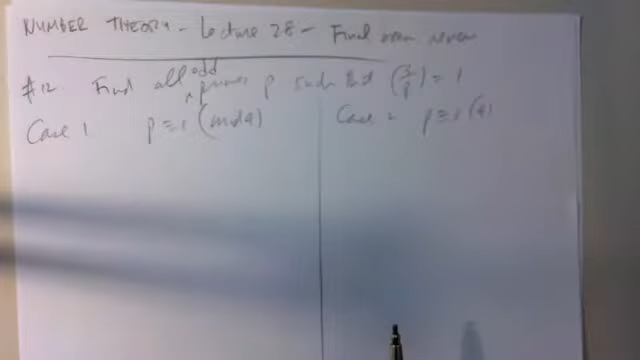 NUMBER THEORY - Lecture 28 - Final exam review
#12 Find all odd primes p such that (3/p) = 1
Case 1 p ≡ 1 (mod 4)
Case 2 p ≡ 3 (4)